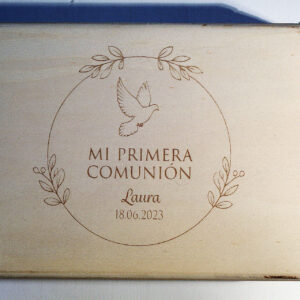 MI PRIMERA
COMUNIÓN
Laura
18.06.2023